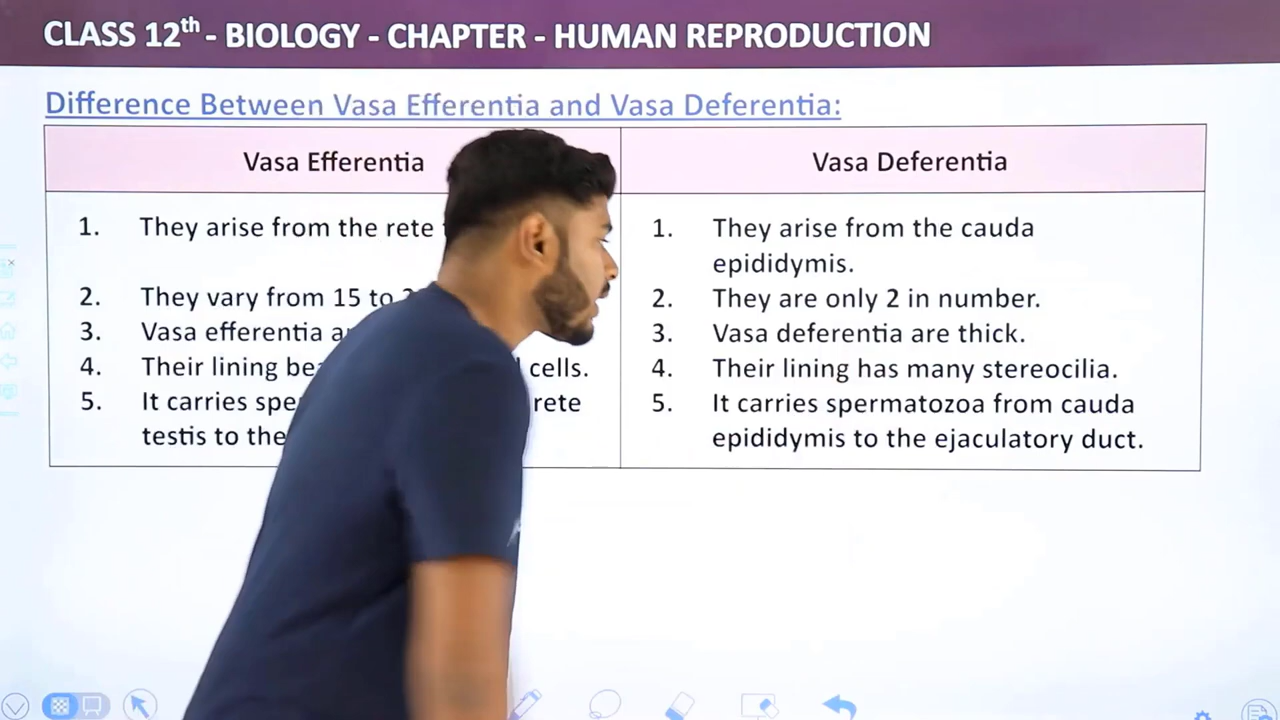 CLASS 12th - BIOLOGY - CHAPTER - HUMAN REPRODUCTION
Difference Between Vasa Efferentia and Vasa Deferentia:
Vasa Efferentia
1. They arise from the rete
2. They vary from 15 to
3. Vasa efferentia
4. Their lining cells.
5. It carries rete
testis to the
Vasa Deferentia
1. They arise from the cauda
epididymis.
2. They are only 2 in number.
3. Vasa deferentia are thick.
4. Their lining has many stereocilia.
5. It carries spermatozoa from cauda
epididymis to the ejaculatory duct.